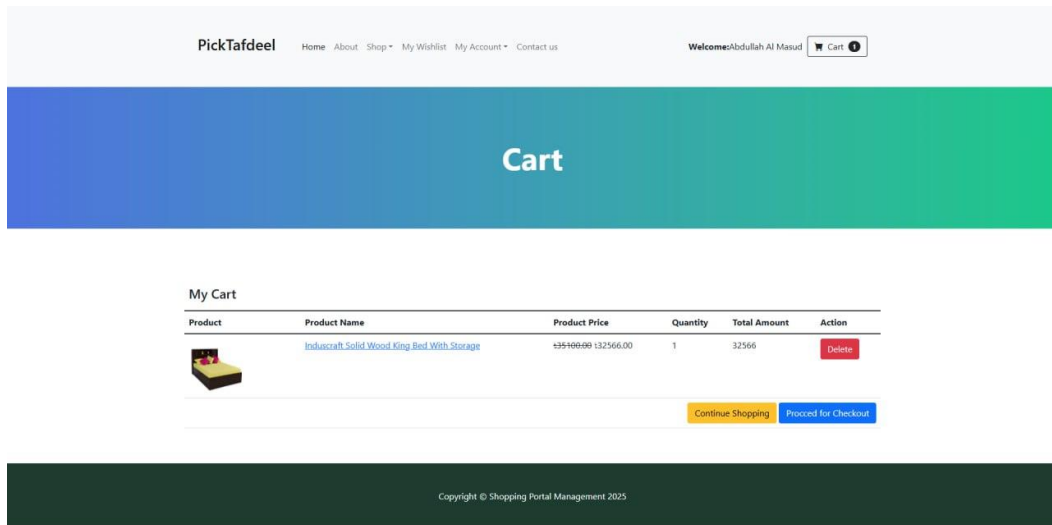 PickTafdeel Home About Shop My Wishlist My Account Contact us Welcome:Abdullah Al Masud Cart 1
Cart
My Cart
Product Product Name Product Price Quantity Total Amount Action
Induscraft Solid Wood King Bed With Storage ৳35100.00 ৳32566.00 1 32566 Delete
Continue Shopping Procced for Checkout
Copyright © Shopping Portal Management 2025